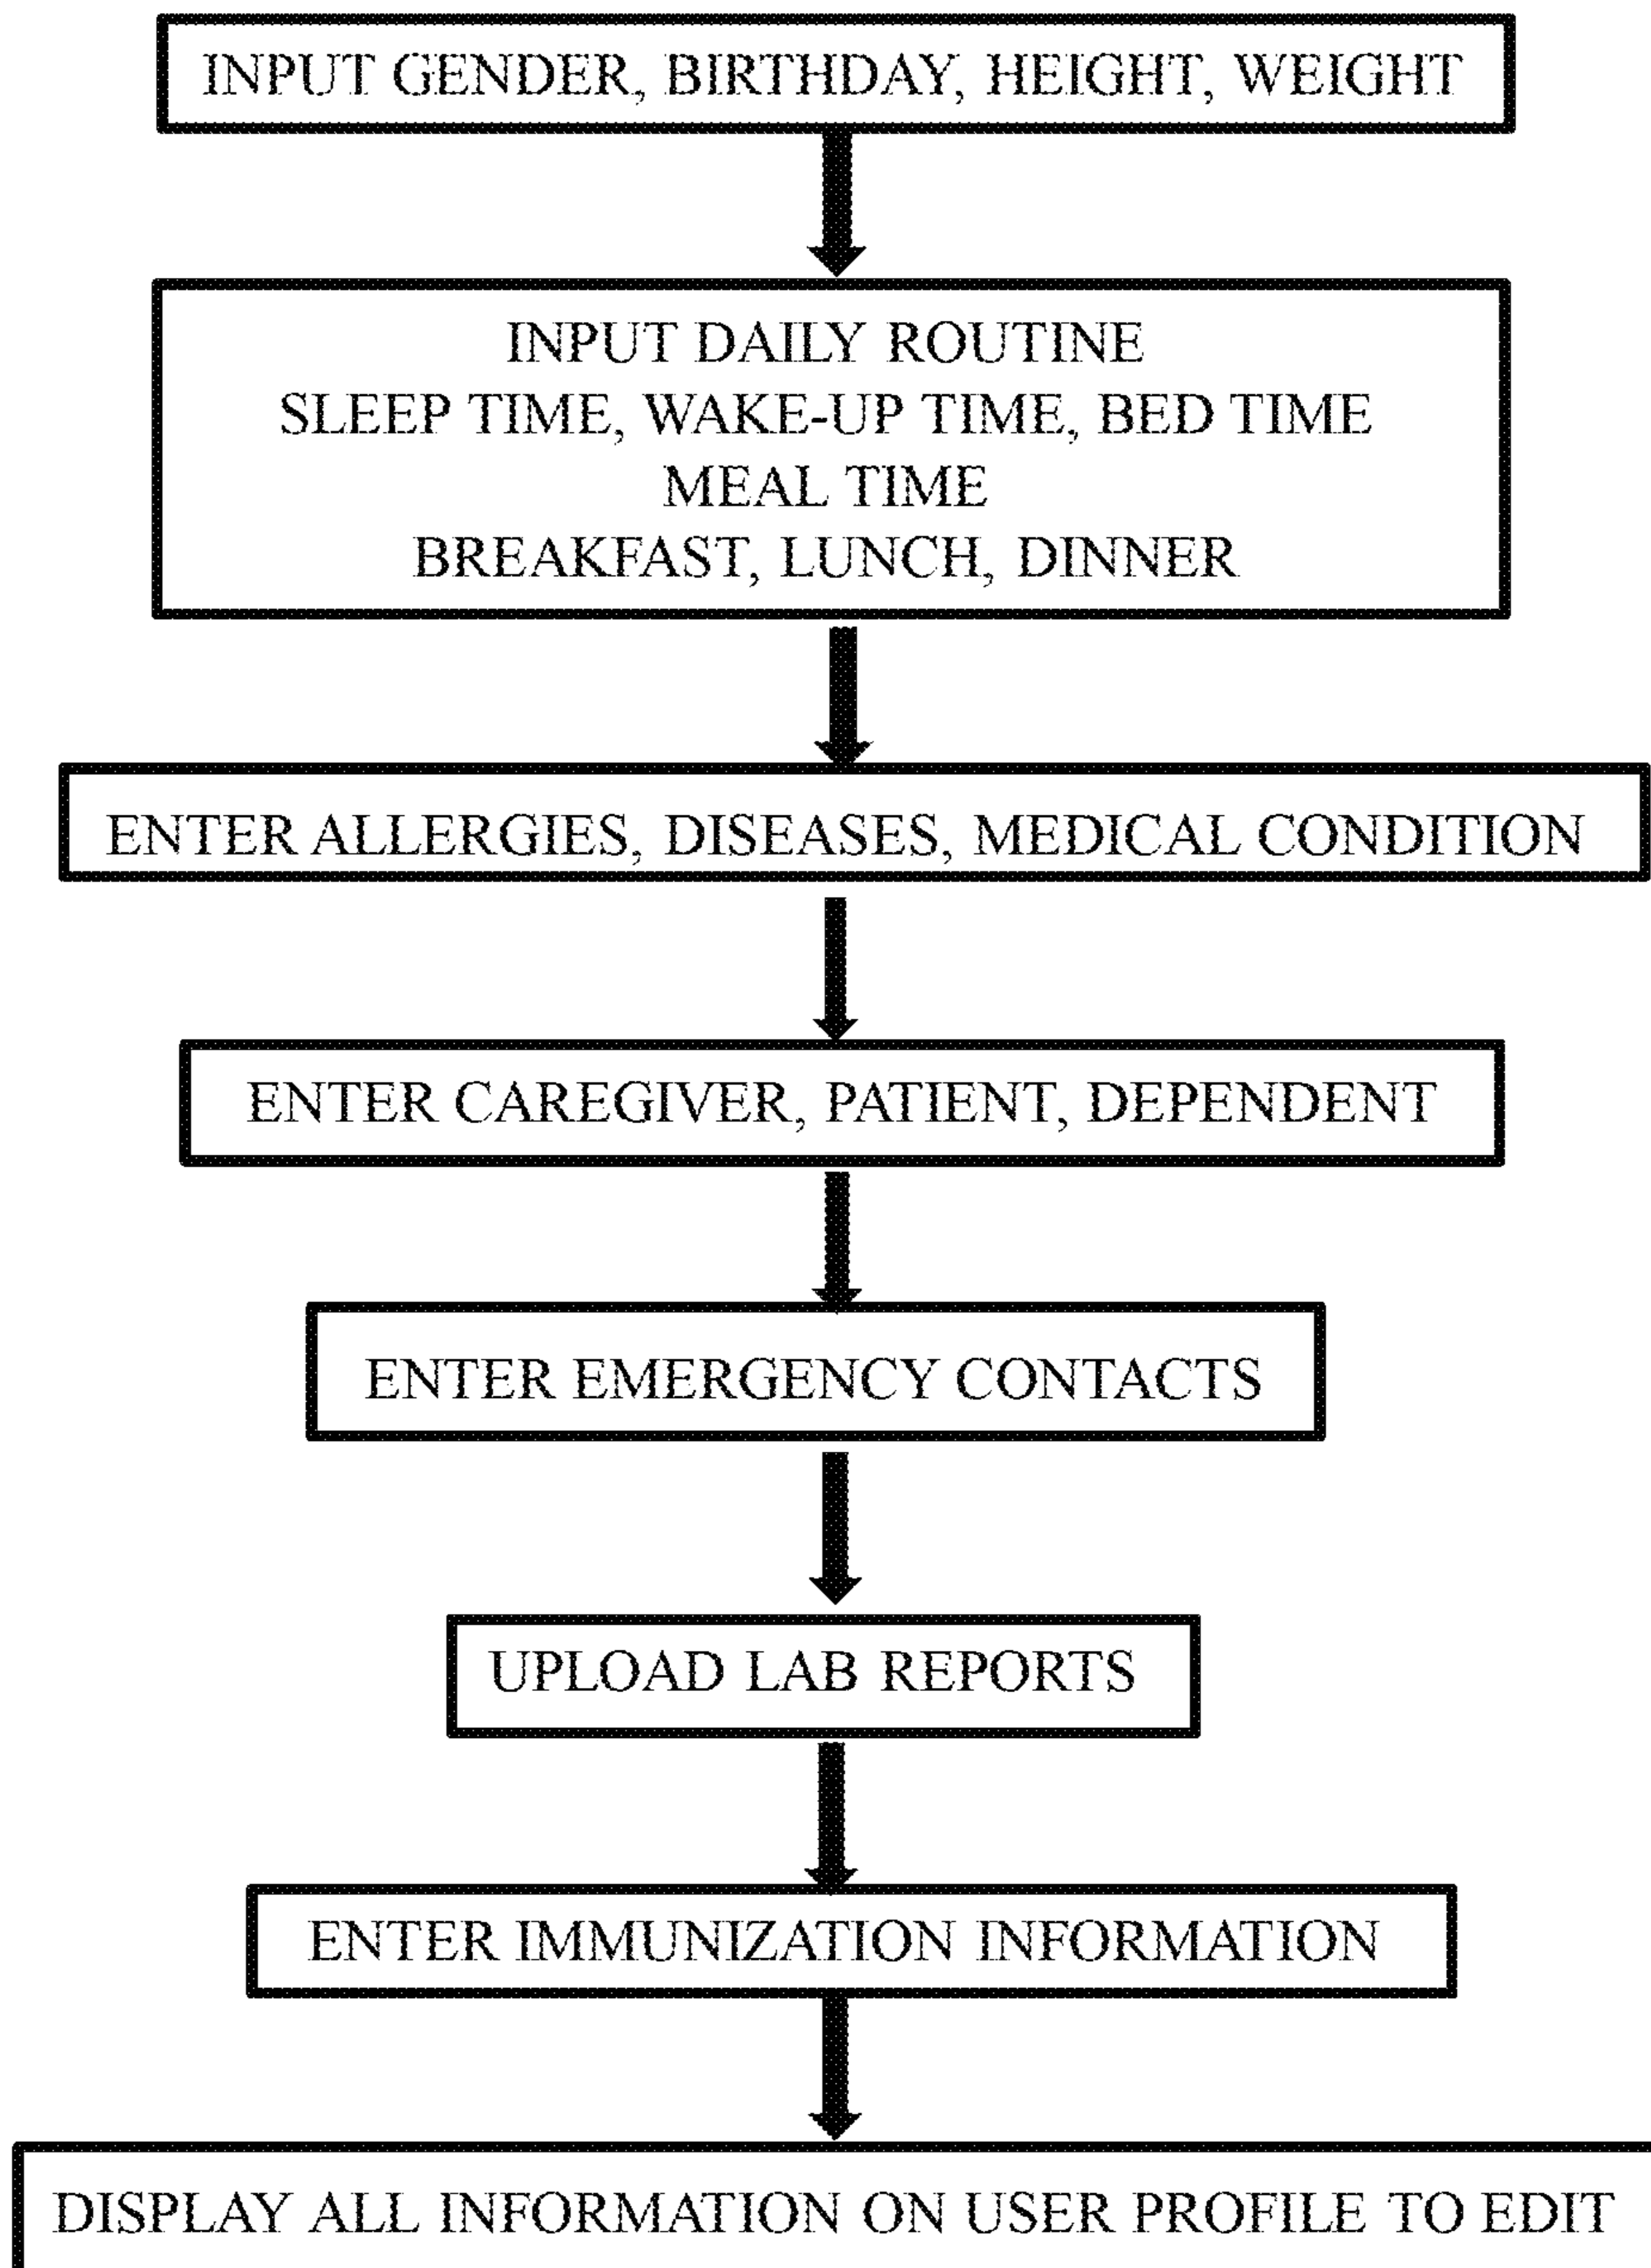 INPUT GENDER, BIRTHDAY, HEIGHT, WEIGHT
INPUT DAILY ROUTINE
SLEEP TIME, WAKE-UP TIME, BED TIME
MEAL TIME
BREAKFAST, LUNCH, DINNER
ENTER ALLERGIES, DISEASES, MEDICAL CONDITION
ENTER CAREGIVER, PATIENT, DEPENDENT
ENTER EMERGENCY CONTACTS
UPLOAD LAB REPORTS
ENTER IMMUNIZATION INFORMATION
DISPLAY ALL INFORMATION ON USER PROFILE TO EDIT